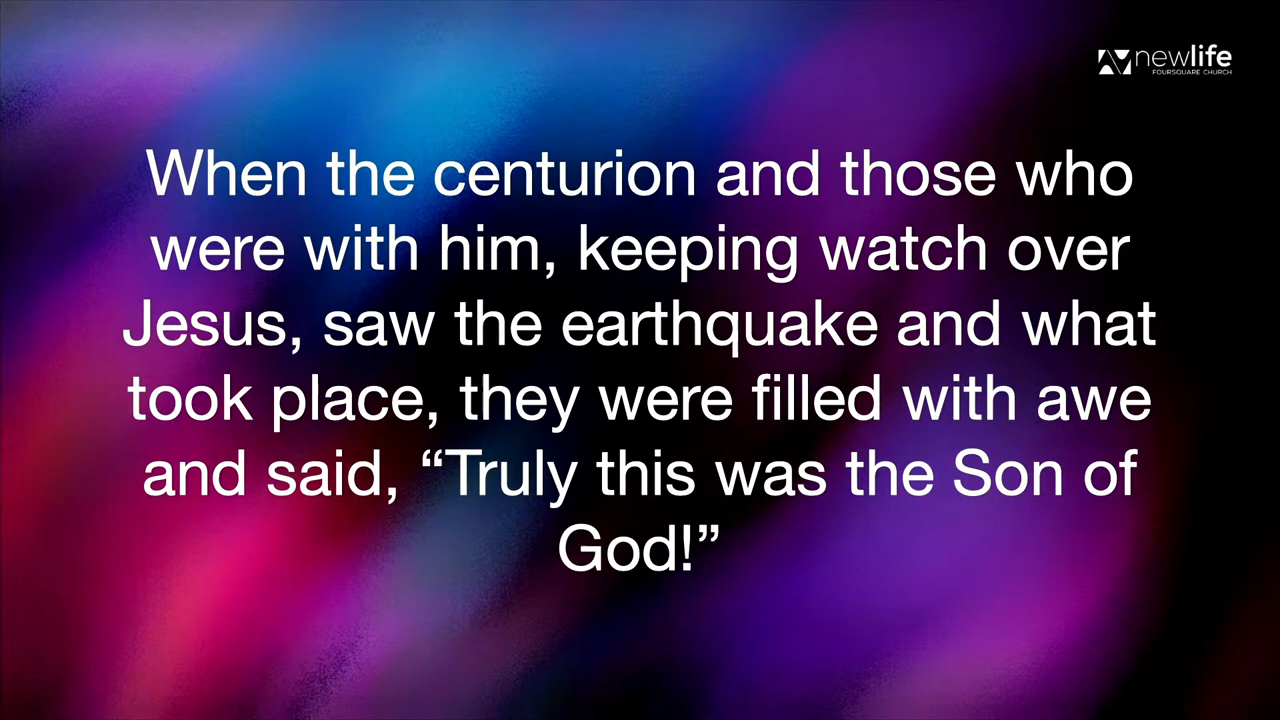 newlife
FOURSQUARE CHURCH
When the centurion and those who
were with him, keeping watch over
Jesus, saw the earthquake and what
took place, they were filled with awe
and said, “Truly this was the Son of
God!”